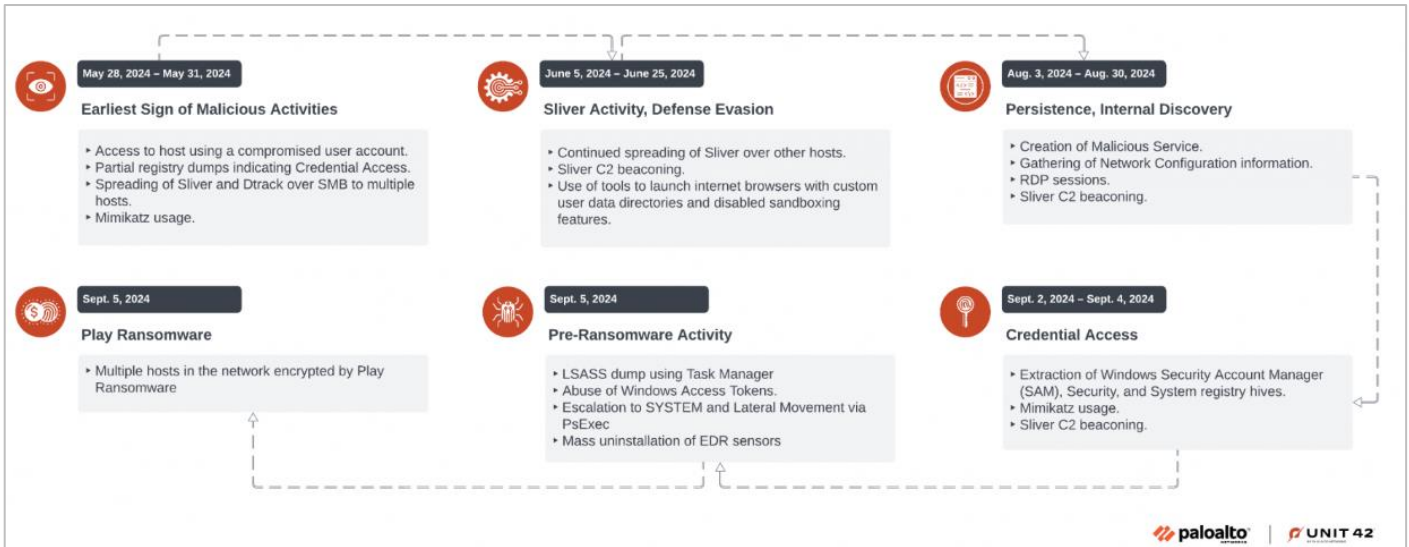 May 28, 2024 – May 31, 2024
Earliest Sign of Malicious Activities
‣ Access to host using a compromised user account.
‣ Partial registry dumps indicating Credential Access.
‣ Spreading of Sliver and Dtrack over SMB to multiple
hosts.
‣ Mimikatz usage.
June 5, 2024 – June 25, 2024
Sliver Activity, Defense Evasion
‣ Continued spreading of Sliver over other hosts.
‣ Sliver C2 beaconing.
‣ Use of tools to launch internet browsers with custom
user data directories and disabled sandboxing
features.
Aug. 3, 2024 – Aug. 30, 2024
Persistence, Internal Discovery
‣ Creation of Malicious Service.
‣ Gathering of Network Configuration information.
‣ RDP sessions.
‣ Sliver C2 beaconing.
Sept. 2, 2024 – Sept. 4, 2024
Credential Access
‣ Extraction of Windows Security Account Manager
(SAM), Security, and System registry hives.
‣ Mimikatz usage.
‣ Sliver C2 beaconing.
Sept. 5, 2024
Pre-Ransomware Activity
‣ LSASS dump using Task Manager
‣ Abuse of Windows Access Tokens.
‣ Escalation to SYSTEM and Lateral Movement via
PsExec
‣ Mass uninstallation of EDR sensors
Sept. 5, 2024
Play Ransomware
‣ Multiple hosts in the network encrypted by Play
Ransomware
paloalto
NETWORKS
UNIT 42